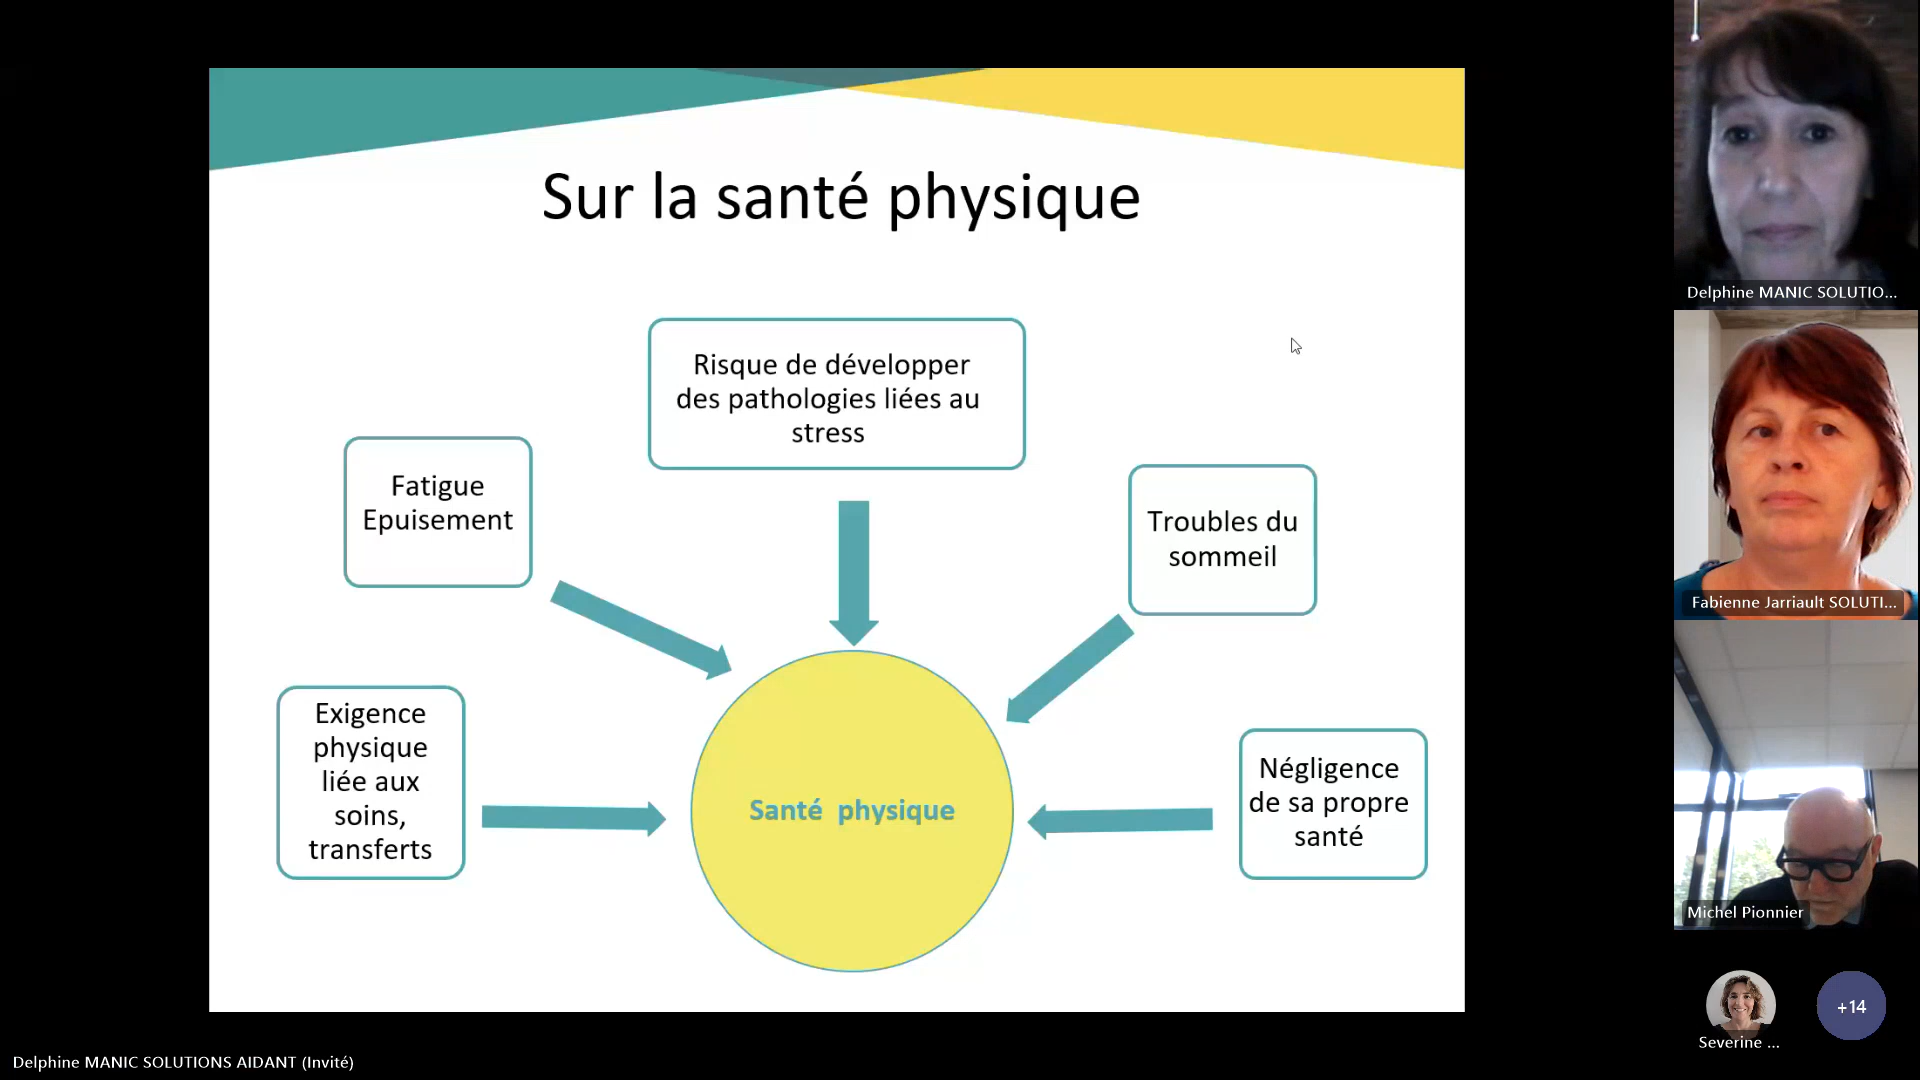 Sur la santé physique
Risque de développer
des pathologies liées au
stress
Fatigue
Epuisement
Troubles du
sommeil
Exigence
physique
liée aux
soins,
transferts
Santé physique
Négligence
de sa propre
santé
Delphine MANIC SOLUTIO...
Fabienne Jarriault SOLUTI...
Michel Pionnier
Severine ...
+14
Delphine MANIC SOLUTIONS AIDANT (Invité)